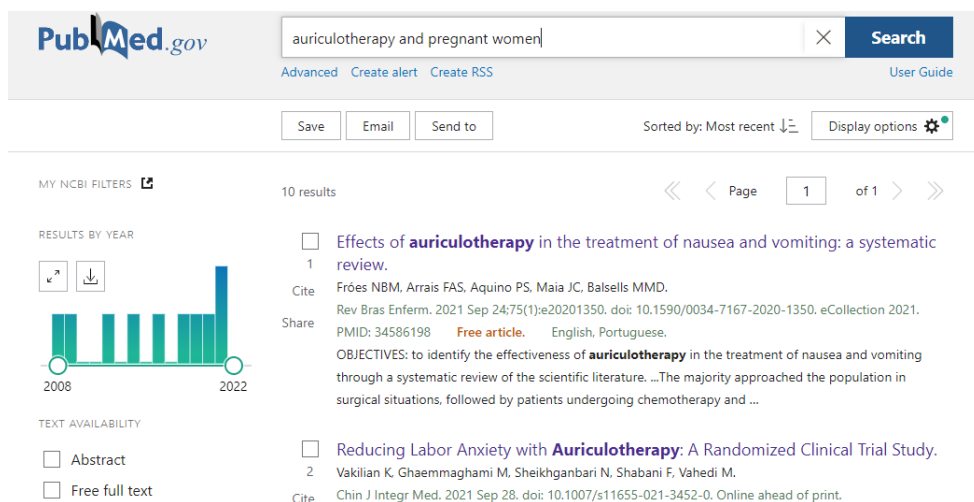 PubMed.gov
auriculotherapy and pregnant women
Search
Advanced Create alert Create RSS
User Guide
Save Email Send to
Sorted by: Most recent
Display options
MY NCBI FILTERS
10 results
Page 1 of 1
RESULTS BY YEAR
2008 2022
TEXT AVAILABILITY
Abstract
Free full text
1
Cite
Share
Effects of auriculotherapy in the treatment of nausea and vomiting: a systematic
review.
Fróes NBM, Arrais FAS, Aquino PS, Maia JC, Balsells MMD.
Rev Bras Enferm. 2021 Sep 24;75(1):e20201350. doi: 10.1590/0034-7167-2020-1350. eCollection 2021.
PMID: 34586198 Free article. English, Portuguese.
OBJECTIVES: to identify the effectiveness of auriculotherapy in the treatment of nausea and vomiting
through a systematic review of the scientific literature. ...The majority approached the population in
surgical situations, followed by patients undergoing chemotherapy and ...
2
Cite
Reducing Labor Anxiety with Auriculotherapy: A Randomized Clinical Trial Study.
Vakilian K, Ghaemmaghami M, Sheikhganbari N, Shabani F, Vahedi M.
Chin J Integr Med. 2021 Sep 28. doi: 10.1007/s11655-021-3452-0. Online ahead of print.